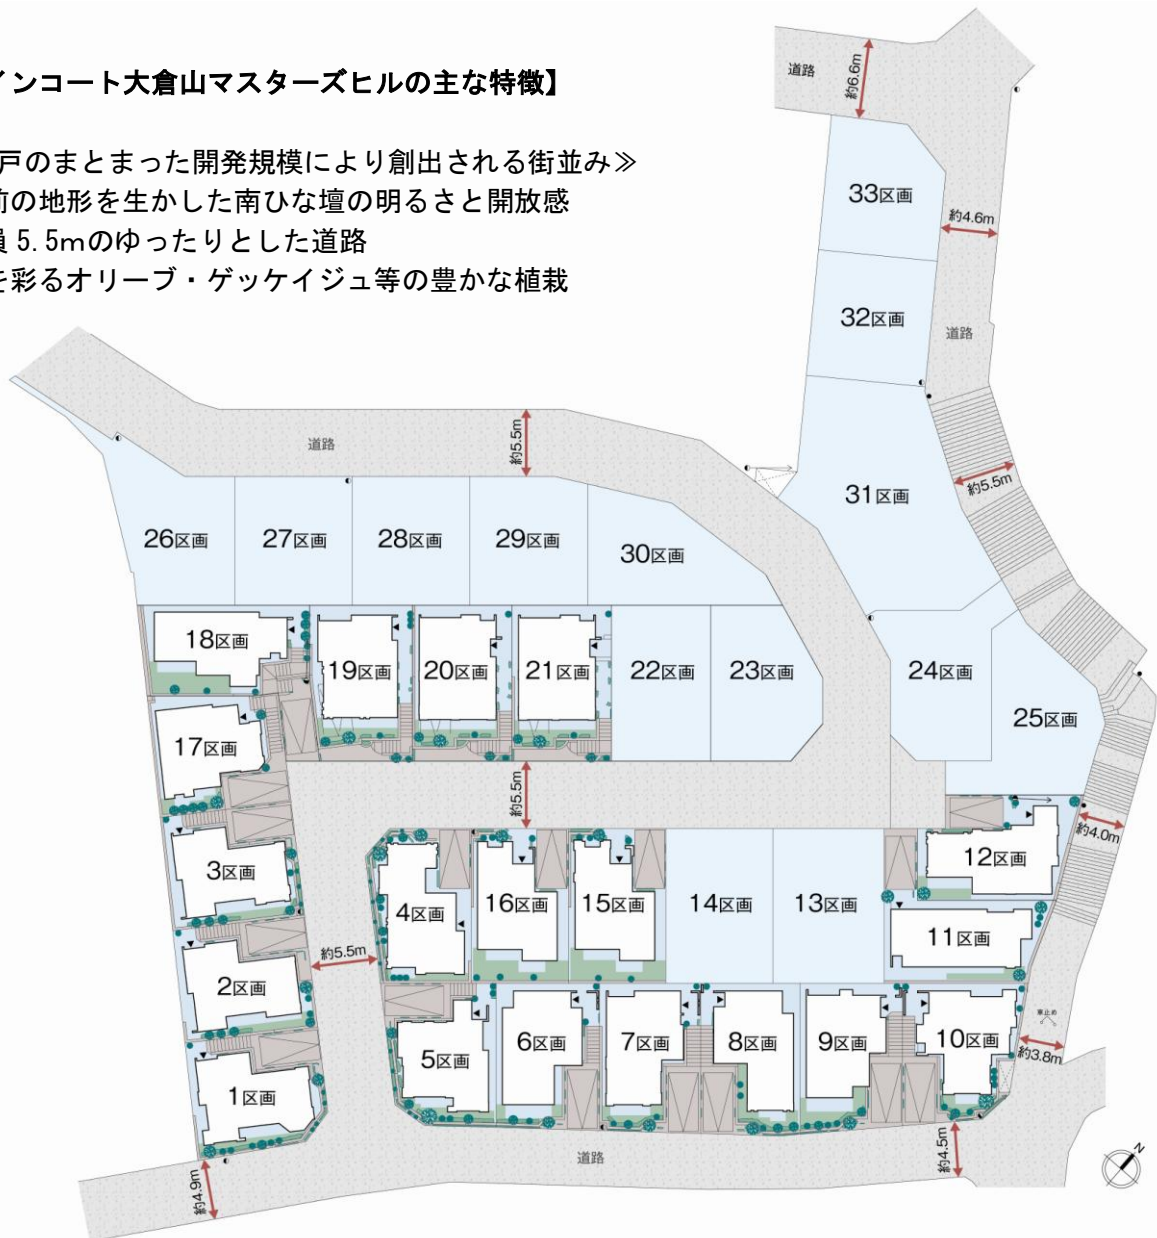 インコート大倉山マスターズヒルの主な特徴】
戸のまとまった開発規模により創出される街並み≫
前の地形を生かした南ひな壇の明るさと開放感
員5.5mのゆったりとした道路
を彩るオリーブ・ゲッケイジュ等の豊かな植栽
道路
約6.6m
33区画
約4.6m
32区画
道路
道路
約5.5m
31区画
約5.5m
26区画
27区画
28区画
29区画
30区画
18区画
19区画
20区画
21区画
22区画
23区画
24区画
25区画
17区画
約5.5m
約4.0m
3区画
4区画
16区画
15区画
14区画
13区画
12区画
11区画
約5.5m
2区画
5区画
6区画
7区画
8区画
9区画
10区画
車止め
約3.8m
1区画
約4.9m
道路
約4.5m
N